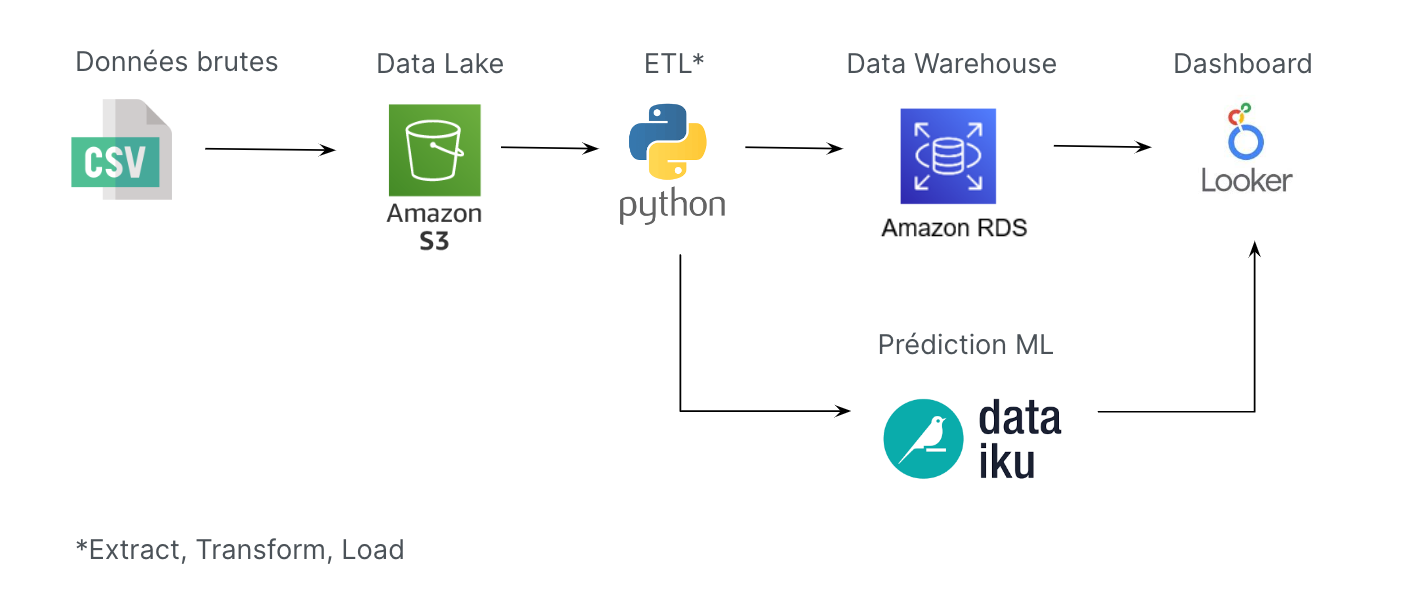 Données brutes
Data Lake
ETL*
Data Warehouse
Dashboard
CSV
Amazon
S3
python
Amazon RDS
Looker
Prédiction ML
data
iku
*Extract, Transform, Load